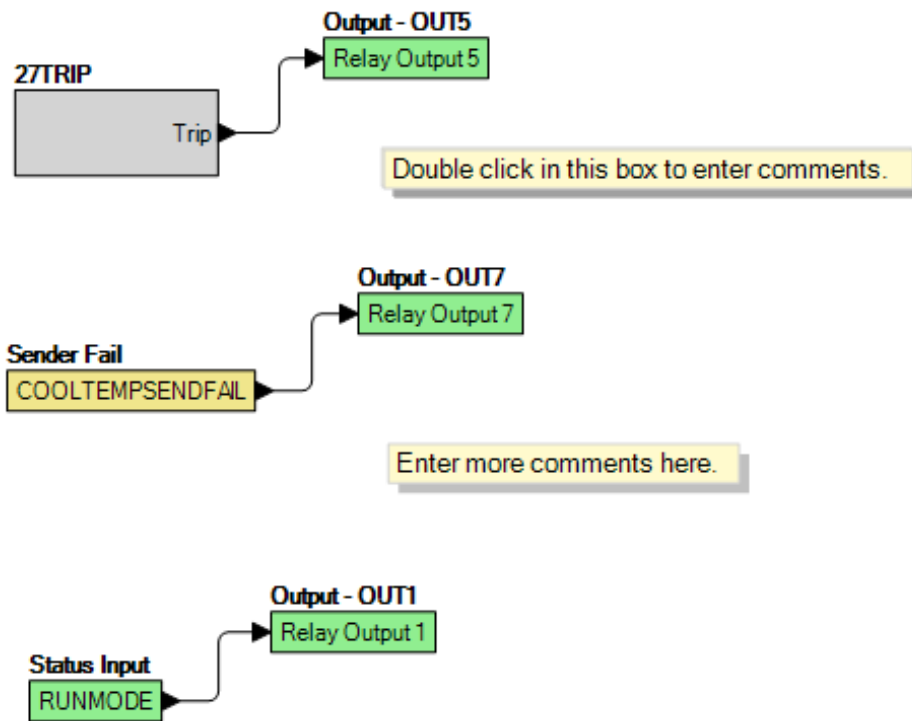 Output - OUT5
Relay Output 5
27TRIP
Trip
Double click in this box to enter comments.
Output - OUT7
Relay Output 7
Sender Fail
COOLTEMPSENDFAIL
Enter more comments here.
Output - OUT1
Relay Output 1
Status Input
RUNMODE